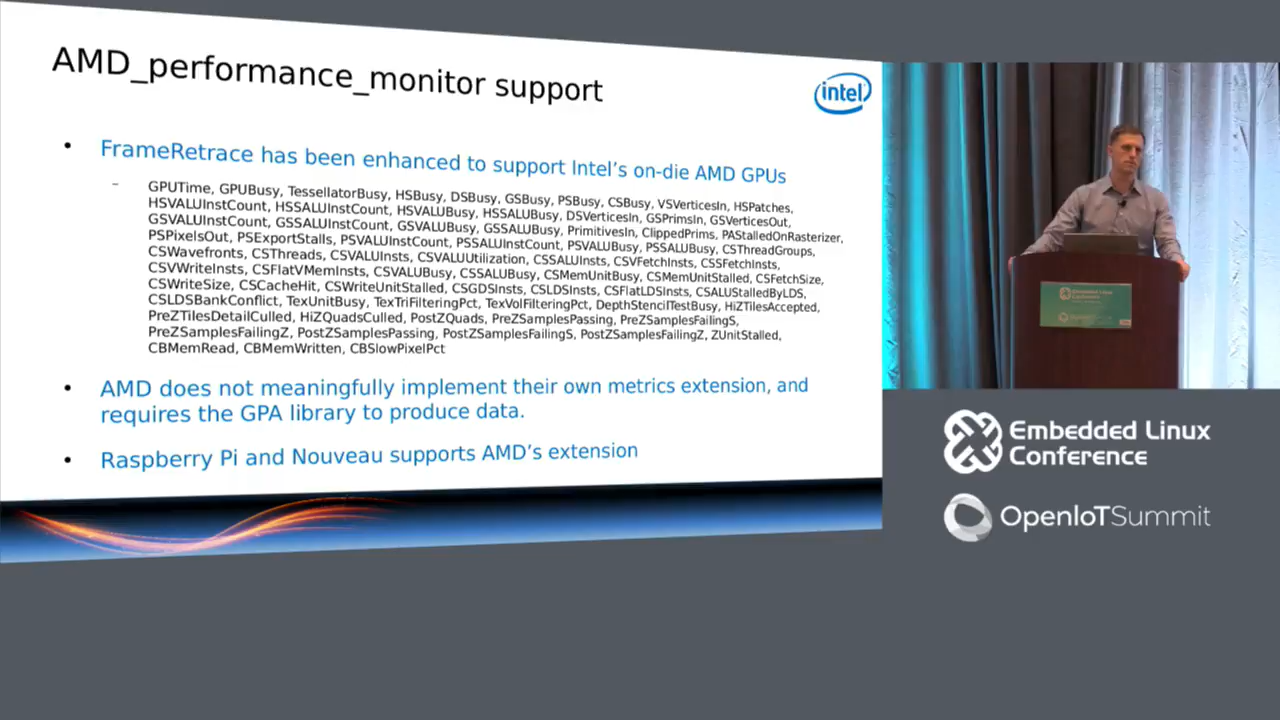 AMD_performance_monitor support
intel
• FrameRetrace has been enhanced to support Intel's on-die AMD GPUs
– GPUTime, GPUBusy, TessellatorBusy, HSBusy, DSBusy, GSBusy, PSBusy, CSBusy, VSVerticesIn, HSPatches,
HSVALUInstCount, HSSALUInstCount, HSVALUBusy, HSSALUBusy, DSVerticesIn, GSPrimsIn, GSVerticesOut,
GSVALUInstCount, GSSALUInstCount, GSVALUBusy, GSSALUBusy, PrimitivesIn, ClippedPrims, PAStalledOnRasterizer,
PSPixelsOut, PSExportStalls, PSVALUInstCount, PSSALUInstCount, PSVALUBusy, PSSALUBusy, CSThreadGroups,
CSWavefronts, CSThreads, CSVALUInsts, CSVALUUtilization, CSSALUInsts, CSVFetchInsts, CSSFetchInsts,
CSVWriteInsts, CSFlatVMemInsts, CSVALUBusy, CSSALUBusy, CSMemUnitBusy, CSMemUnitStalled, CSFetchSize,
CSWriteSize, CSCacheHit, CSWriteUnitStalled, CSGDSInsts, CSLDSInsts, CSFlatLDSInsts, CSALUStalledByLDS,
CSLDSBankConflict, TexUnitBusy, TexTriFilteringPct, TexVolFilteringPct, DepthStencilTestBusy, HiZTilesAccepted,
PreZTilesDetailCulled, HiZQuadsCulled, PostZQuads, PreZSamplesPassing, PreZSamplesFailingS,
PreZSamplesFailingZ, PostZSamplesPassing, PostZSamplesFailingS, PostZSamplesFailingZ, ZUnitStalled,
CBMemRead, CBMemWritten, CBSlowPixelPct
• AMD does not meaningfully implement their own metrics extension, and
requires the GPA library to produce data.
• Raspberry Pi and Nouveau supports AMD's extension
Embedded Linux
Conference
OpenIoTSummit